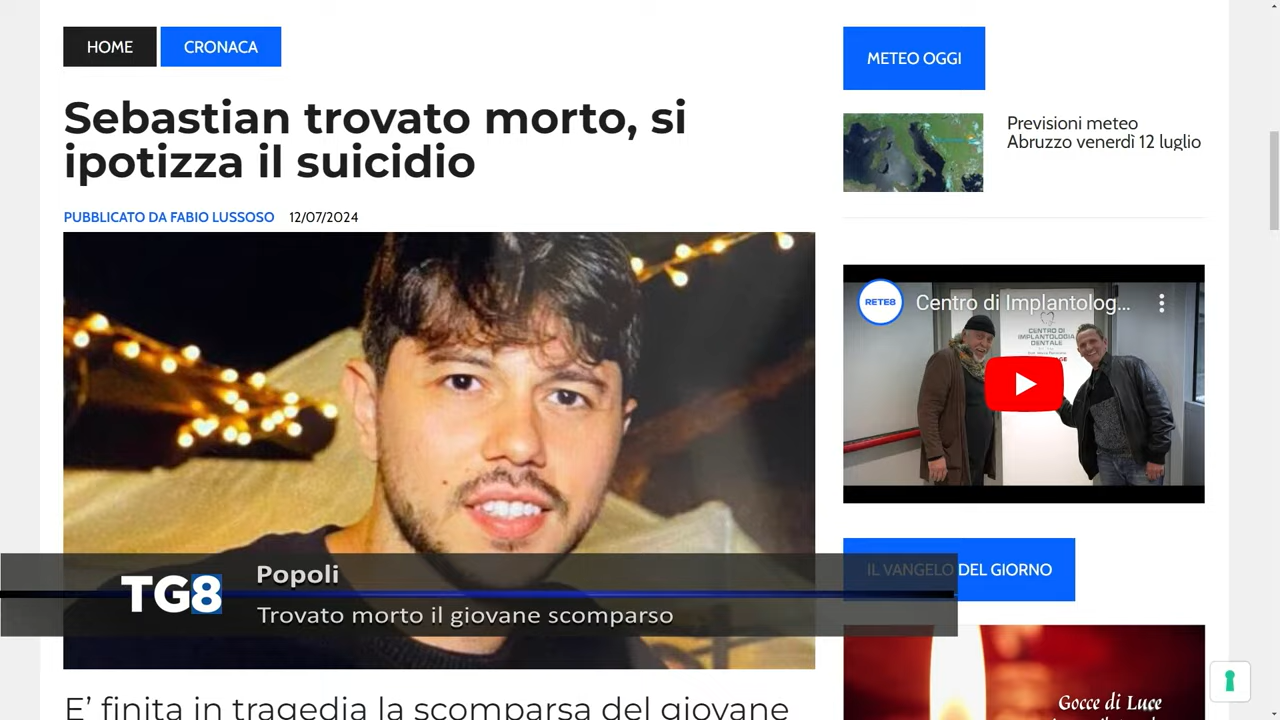 HOME
CRONACA
Sebastian trovato morto, si
ipotizza il suicidio
PUBBLICATO DA FABIO LUSSOSO 12/07/2024
TG8
Popoli
Trovato morto il giovane scomparso
E' finita in tragedia la scomparsa del giovane
METEO OGGI
Previsioni meteo
Abruzzo venerdì 12 luglio
RETE8
Centro di Implantolog...
CENTRO DI
IMPLANTOLOGIA
DENTALE
IL VANGELO DEL GIORNO
Gocce di Luce